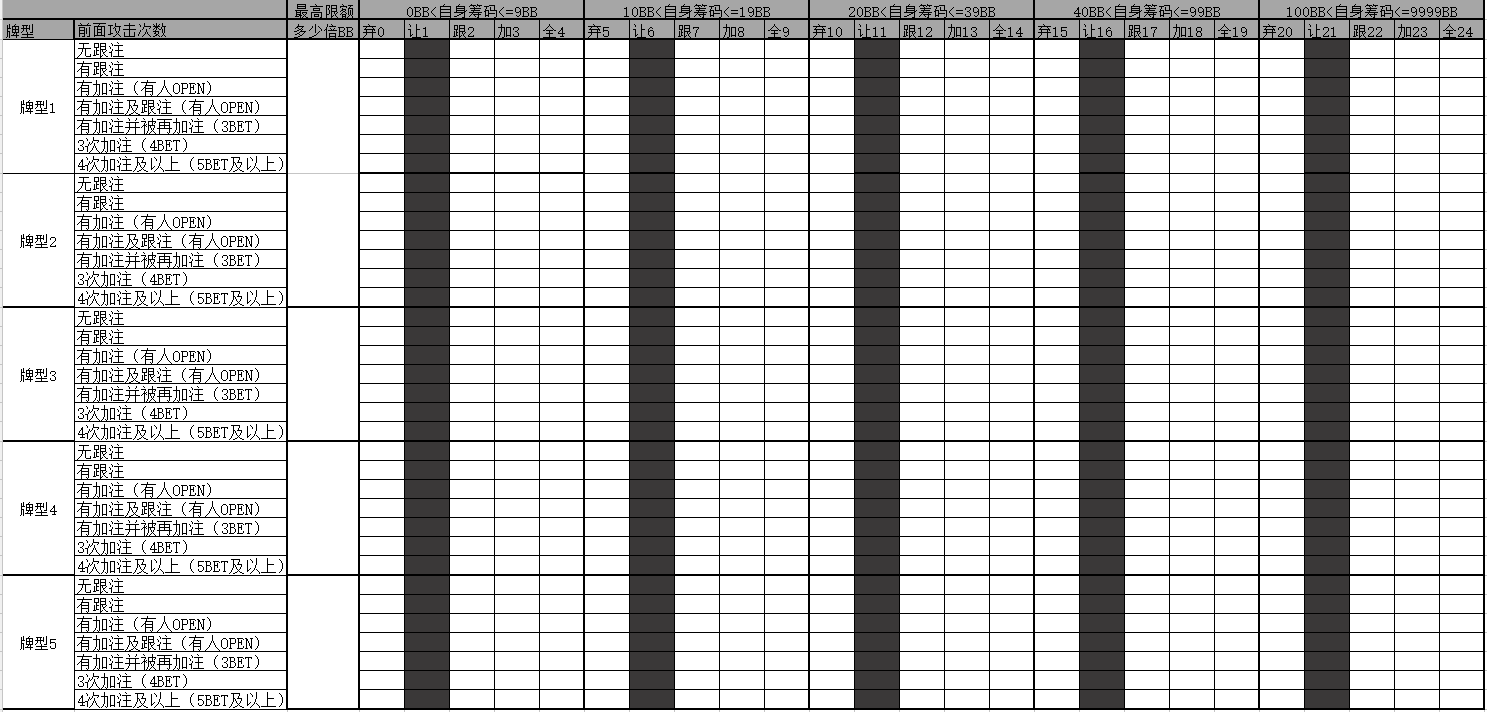 最高限额 0BB<自身筹码<=9BB 10BB<自身筹码<=19BB 20BB<自身筹码<=39BB 40BB<自身筹码<=99BB 100BB<自身筹码<=9999BB
牌型 前面攻击次数 多少倍BB 弃0 让1 跟2 加3 全4 弃5 让6 跟7 加8 全9 弃10 让11 跟12 加13 全14 弃15 让16 跟17 加18 全19 弃20 让21 跟22 加23 全24
无跟注
有跟注
有加注（有人OPEN）
牌型1 有加注及跟注（有人OPEN）
有加注并被再加注（3BET）
3次加注（4BET）
4次加注及以上（5BET及以上）
无跟注
有跟注
有加注（有人OPEN）
牌型2 有加注及跟注（有人OPEN）
有加注并被再加注（3BET）
3次加注（4BET）
4次加注及以上（5BET及以上）
无跟注
有跟注
有加注（有人OPEN）
牌型3 有加注及跟注（有人OPEN）
有加注并被再加注（3BET）
3次加注（4BET）
4次加注及以上（5BET及以上）
无跟注
有跟注
有加注（有人OPEN）
牌型4 有加注及跟注（有人OPEN）
有加注并被再加注（3BET）
3次加注（4BET）
4次加注及以上（5BET及以上）
无跟注
有跟注
有加注（有人OPEN）
牌型5 有加注及跟注（有人OPEN）
有加注并被再加注（3BET）
3次加注（4BET）
4次加注及以上（5BET及以上）